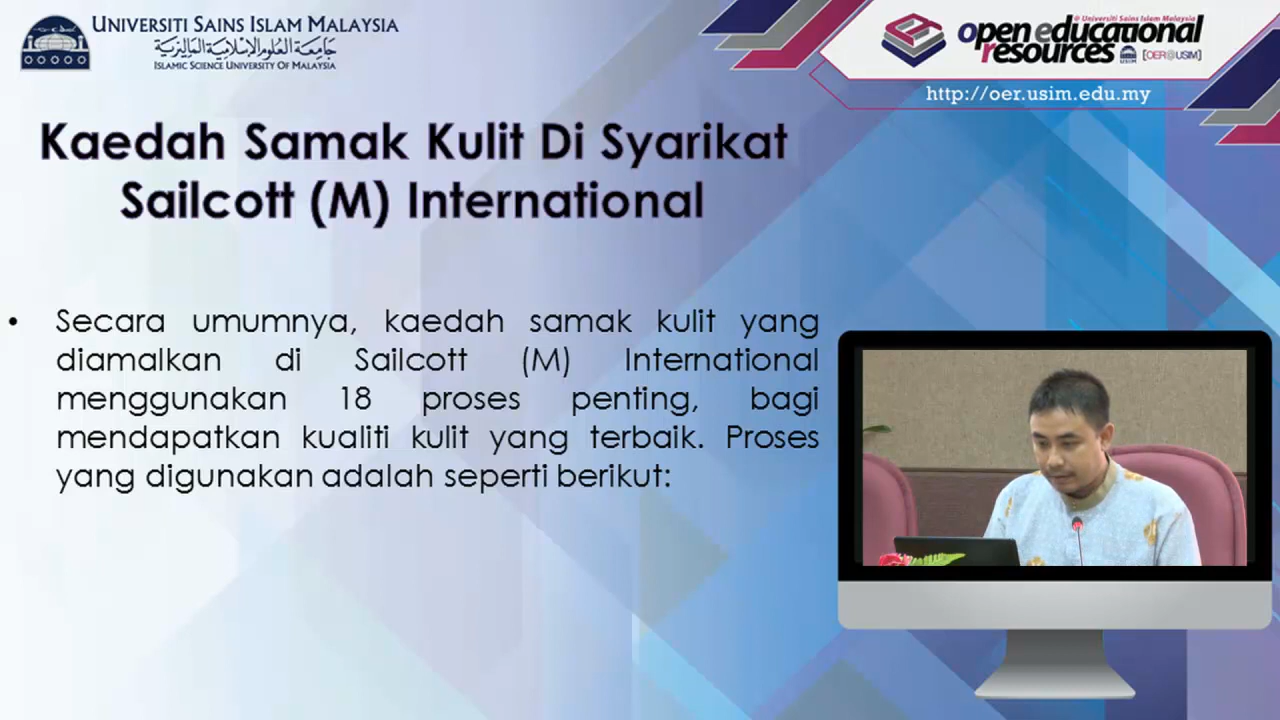 UNIVERSITI SAINS ISLAM MALAYSIA
جامعة العلوم الإسلامية الماليزية
ISLAMIC SCIENCE UNIVERSITY OF MALAYSIA
@ Universiti Sains Islam Malaysia
open educational
resources
USIM
[OER@USIM]
http://oer.usim.edu.my
Kaedah Samak Kulit Di Syarikat
Sailcott (M) International
• Secara umumnya, kaedah samak kulit yang
diamalkan di Sailcott (M) International
menggunakan 18 proses penting, bagi
mendapatkan kualiti kulit yang terbaik. Proses
yang digunakan adalah seperti berikut: